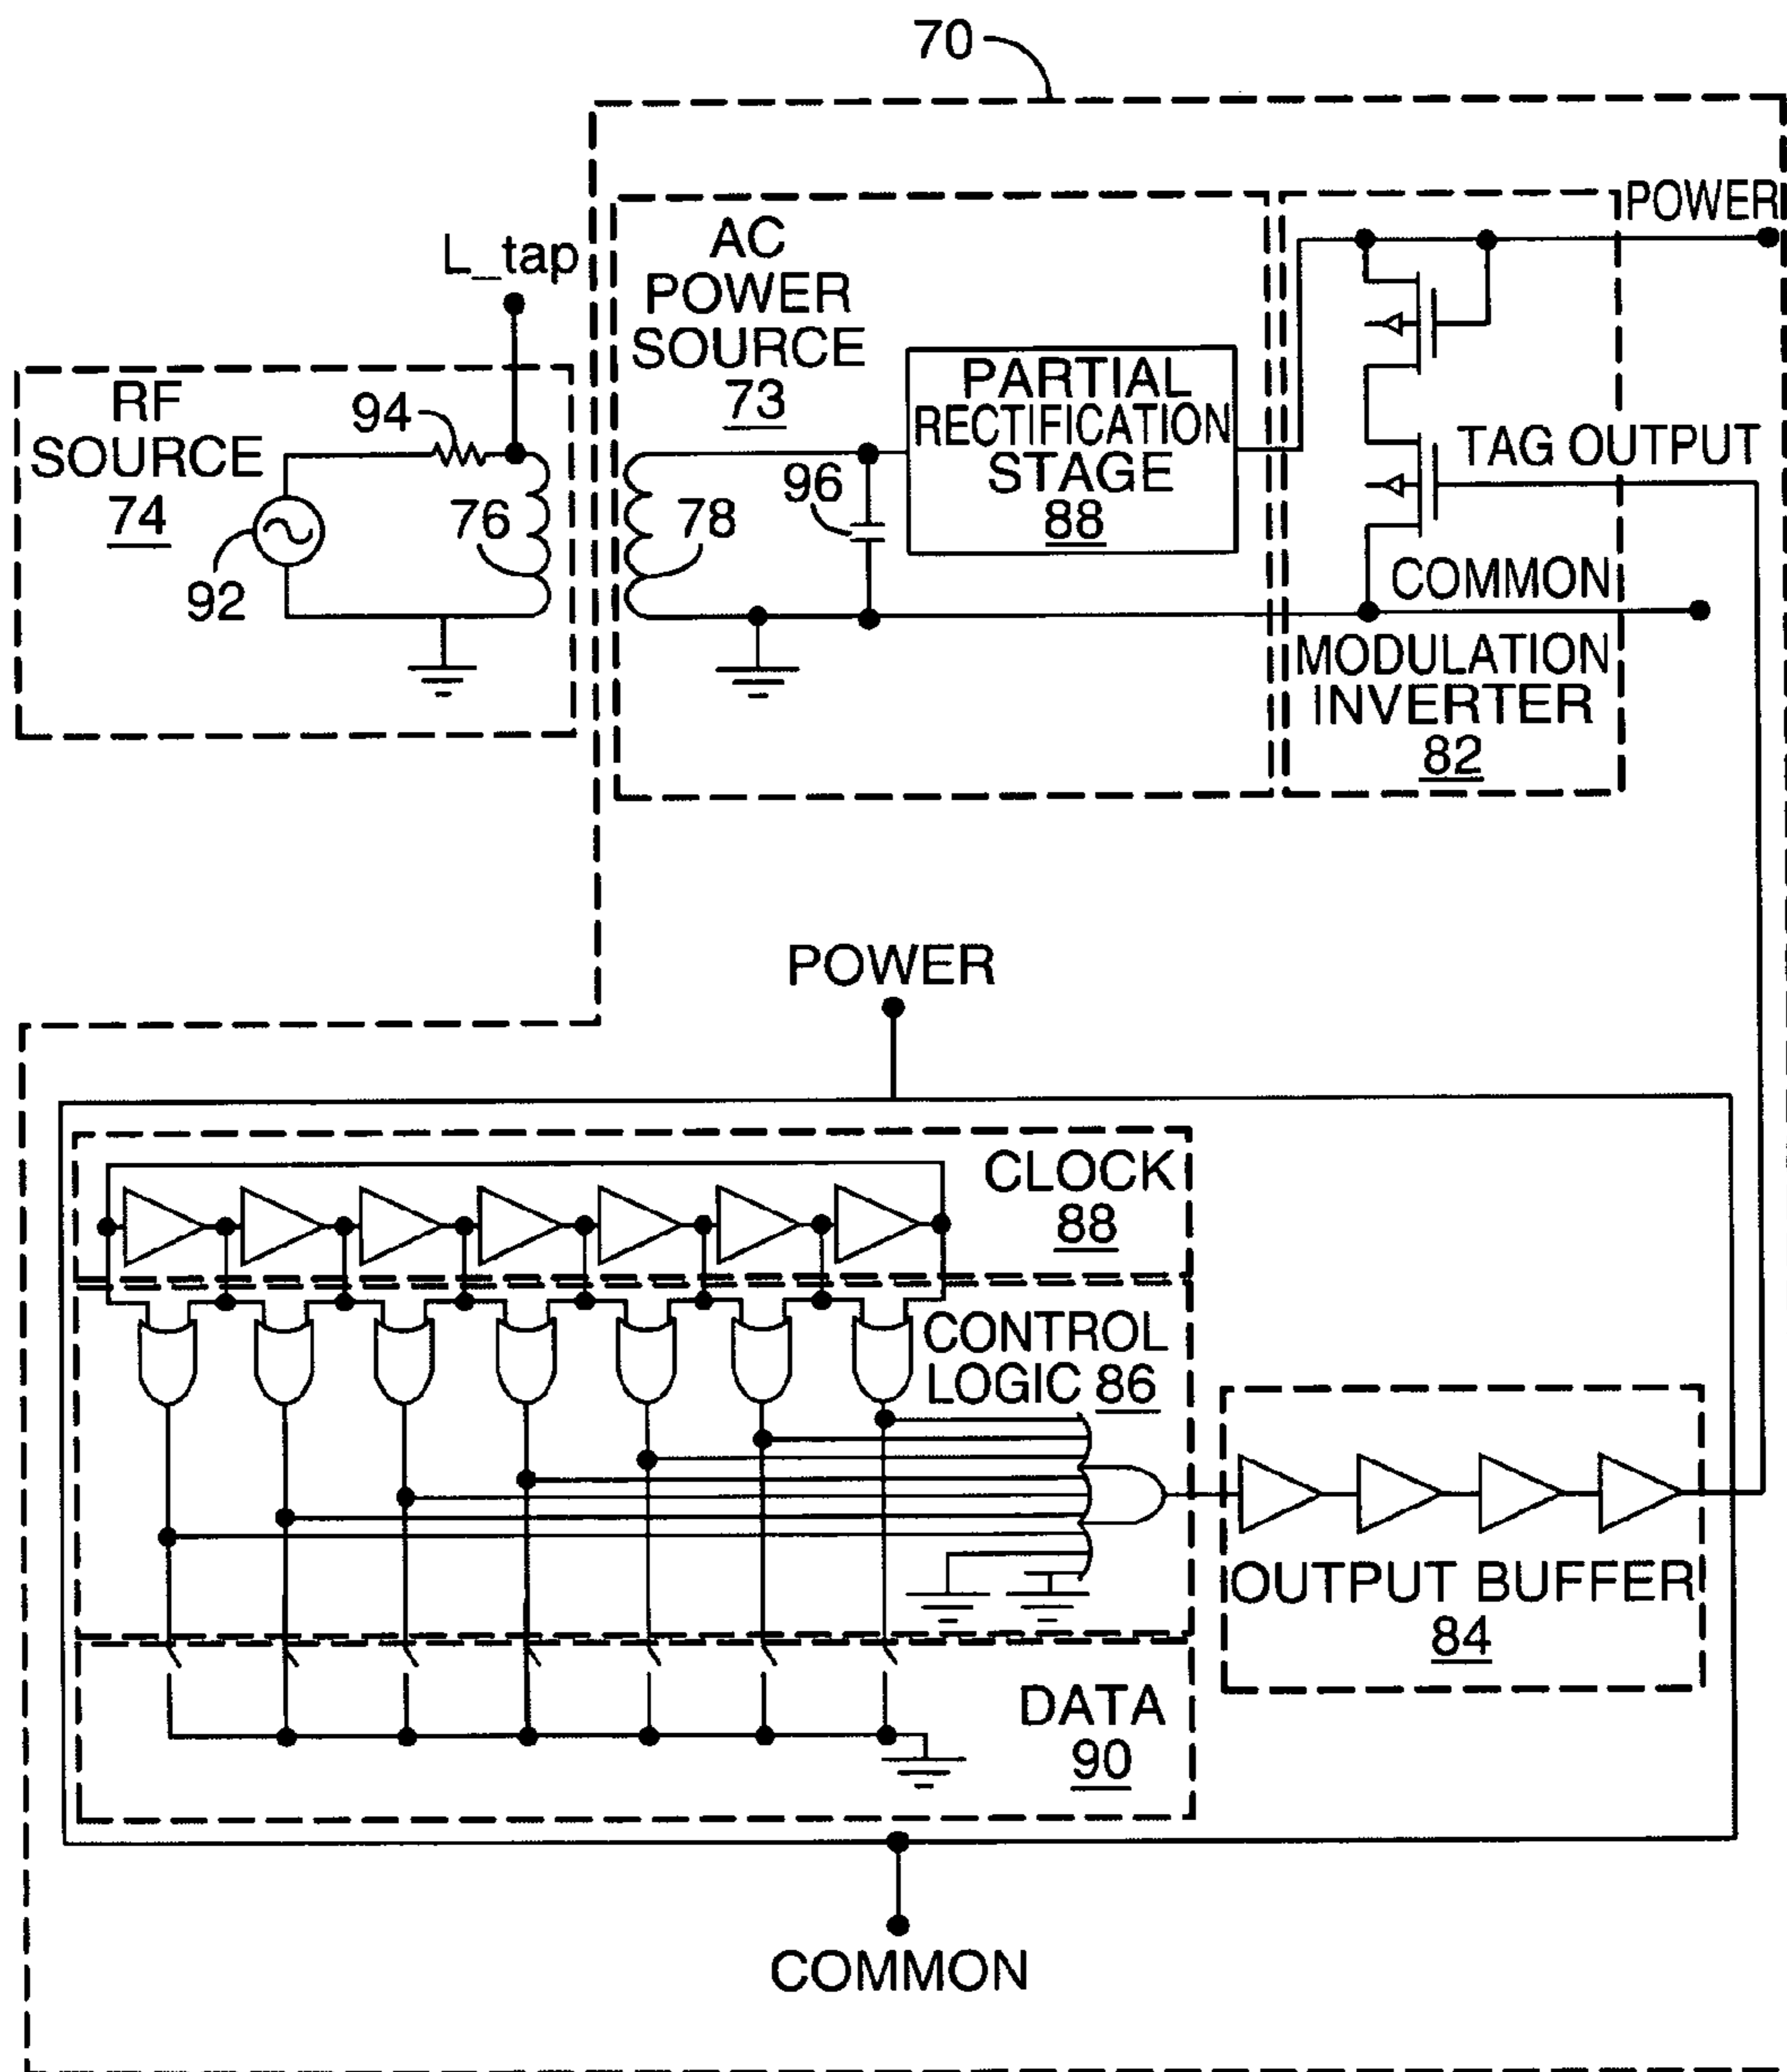 70
L_tap
RF
SOURCE
74
94
76
92
AC
POWER
SOURCE
73
78
96
PARTIAL
RECTIFICATION
STAGE
88
POWER
TAG OUTPUT
COMMON
MODULATION
INVERTER
82
POWER
CLOCK
88
CONTROL
LOGIC 86
OUTPUT BUFFER
84
DATA
90
COMMON